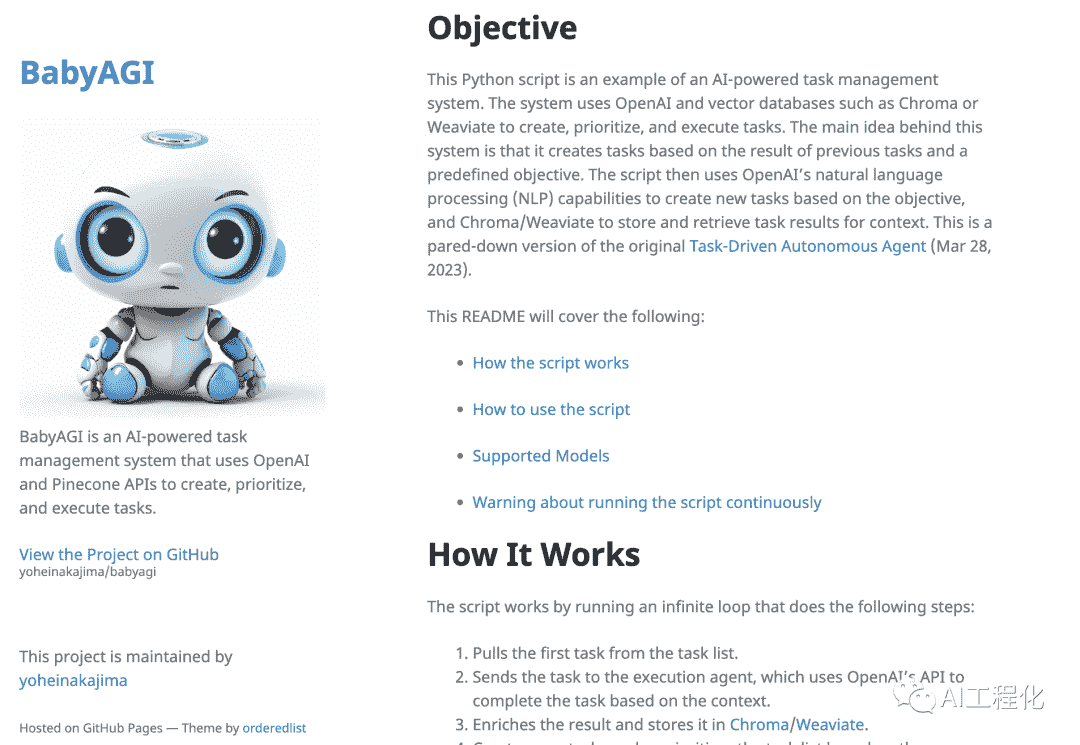 BabyAGI
BabyAGI is an AI-powered task
management system that uses OpenAI
and Pinecone APIs to create, prioritize,
and execute tasks.
View the Project on GitHub
yoheinakajima/babyagi
This project is maintained by
yoheinakajima
Hosted on GitHub Pages — Theme by orderedlist
Objective
This Python script is an example of an AI-powered task management
system. The system uses OpenAI and vector databases such as Chroma or
Weaviate to create, prioritize, and execute tasks. The main idea behind this
system is that it creates tasks based on the result of previous tasks and a
predefined objective. The script then uses OpenAI’s natural language
processing (NLP) capabilities to create new tasks based on the objective,
and Chroma/Weaviate to store and retrieve task results for context. This is a
pared-down version of the original Task-Driven Autonomous Agent (Mar 28,
2023).
This README will cover the following:
• How the script works
• How to use the script
• Supported Models
• Warning about running the script continuously
How It Works
The script works by running an infinite loop that does the following steps:
1. Pulls the first task from the task list.
2. Sends the task to the execution agent, which uses OpenAI’s API to
complete the task based on the context.
3. Enriches the result and stores it in Chroma/Weaviate.
AI工程化